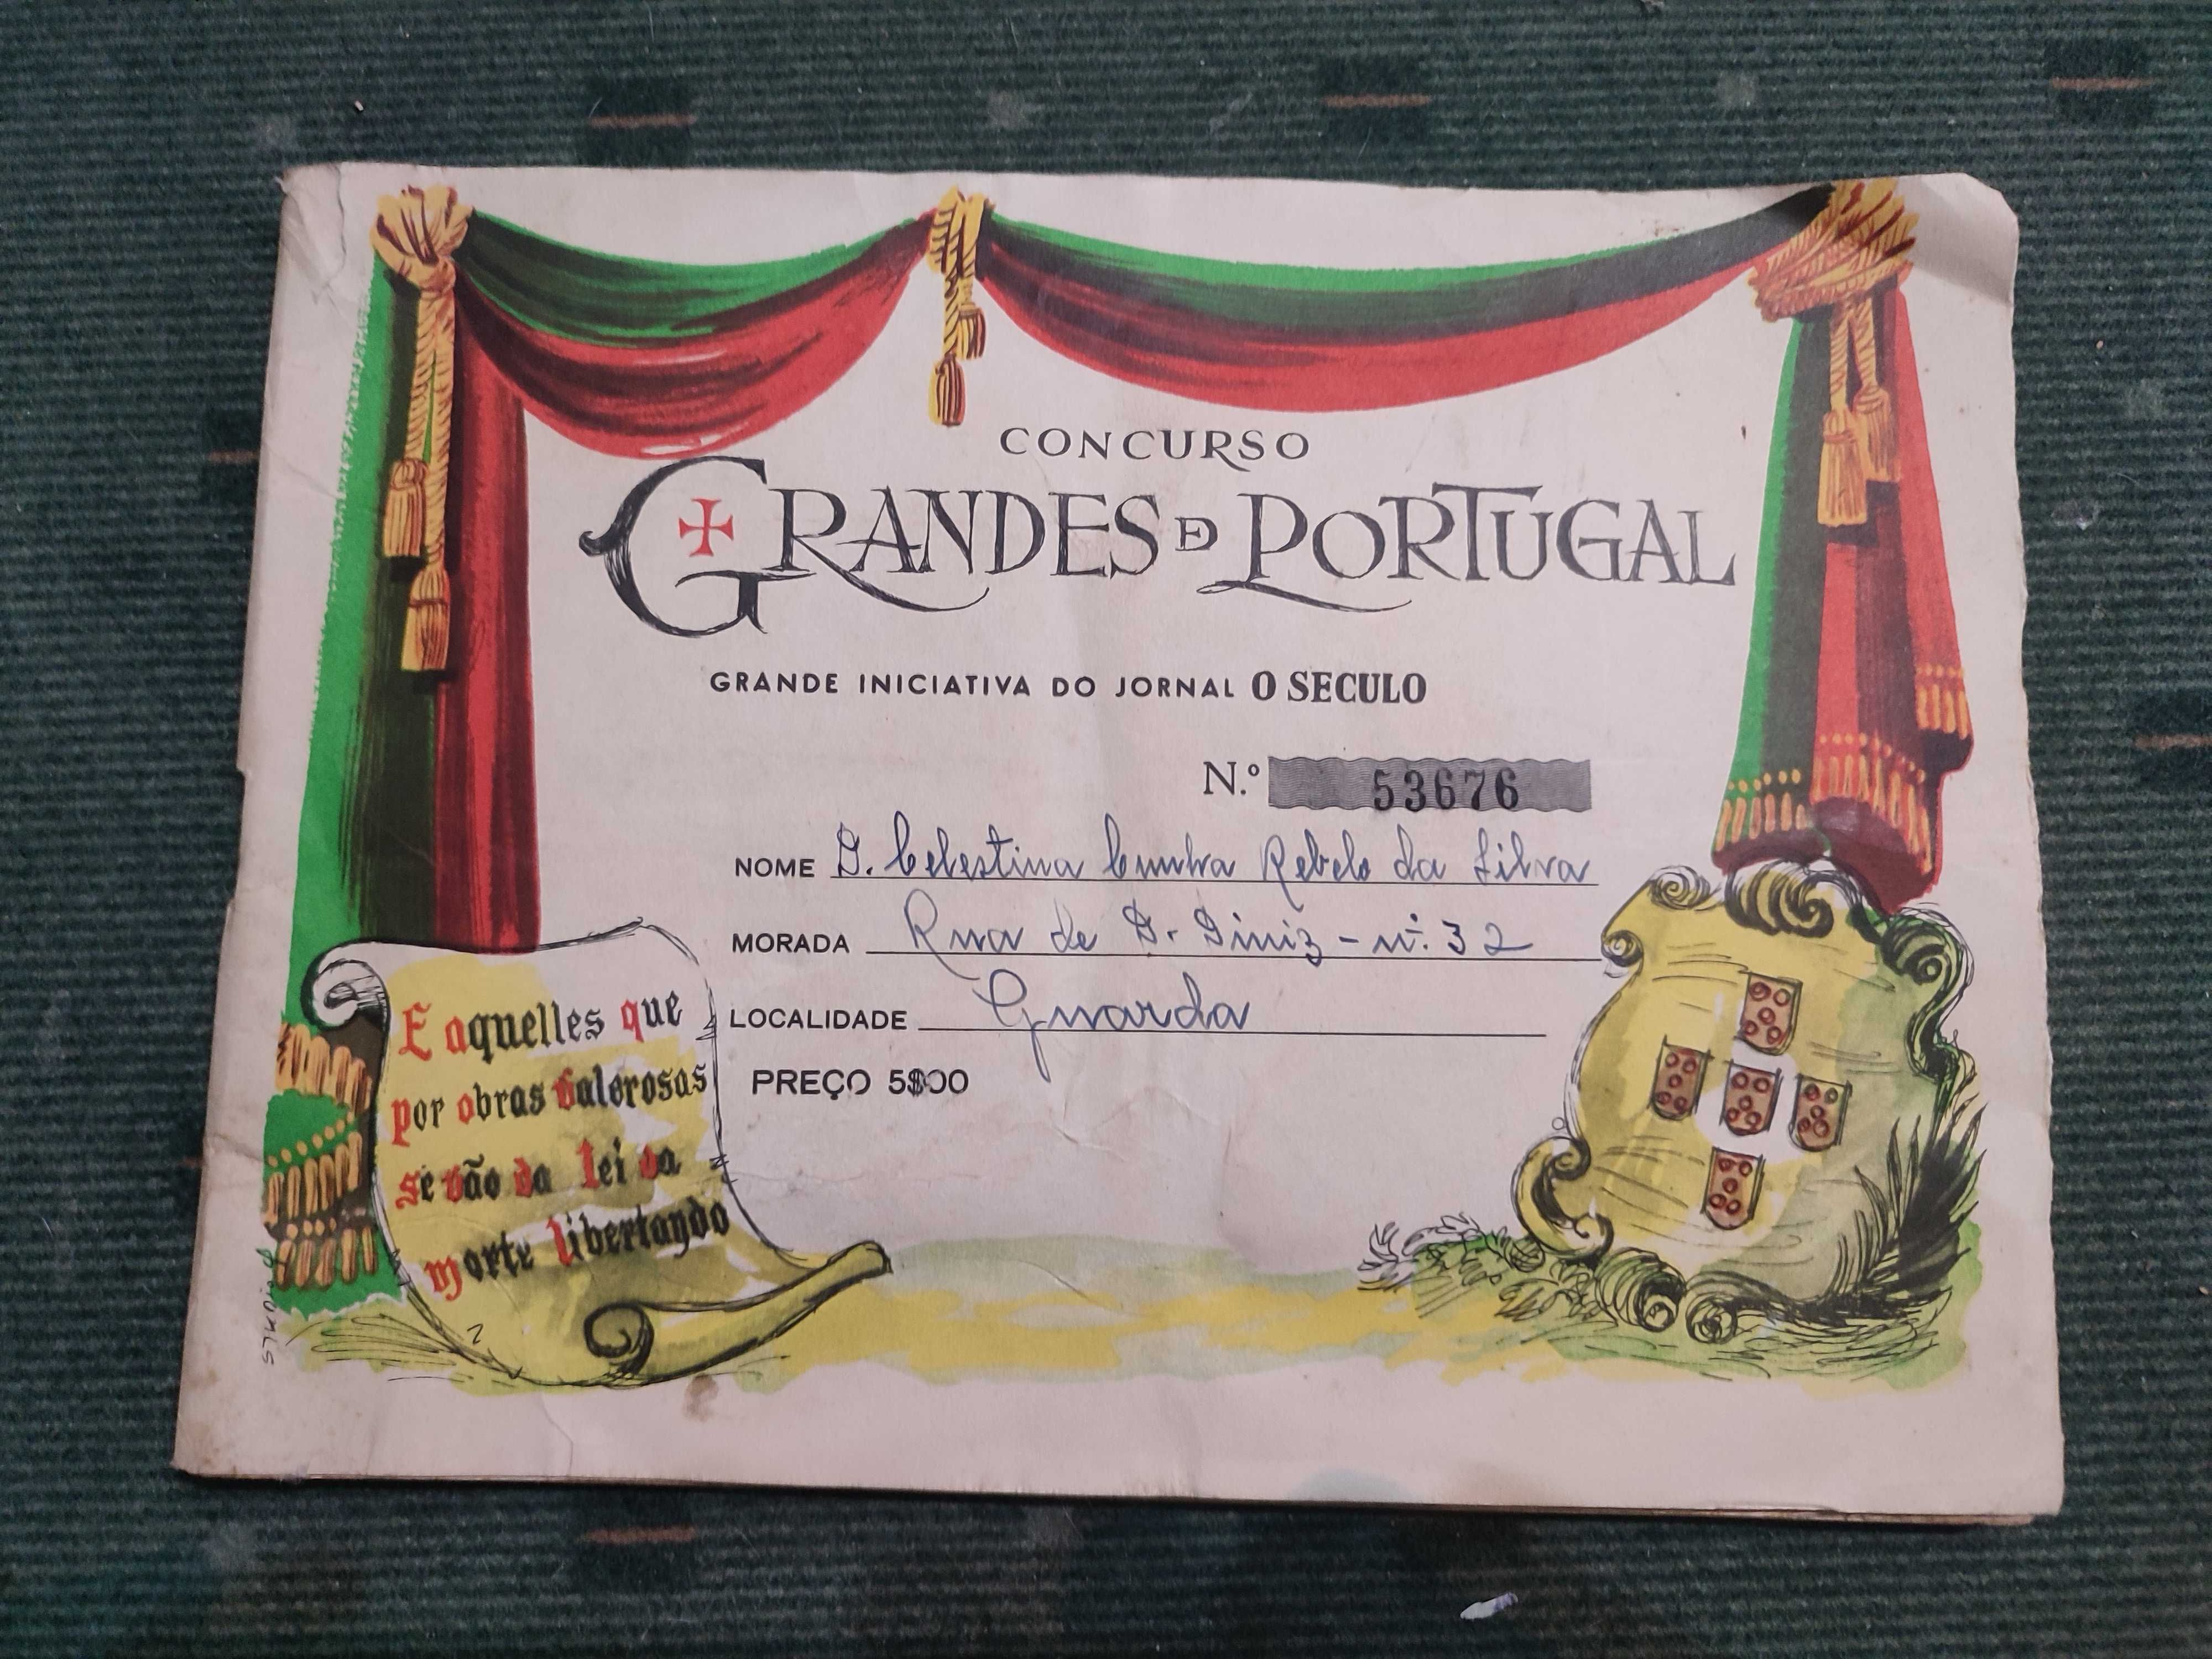 CONCURSO
GRANDES DE PORTUGAL
GRANDE INICIATIVA DO JORNAL O SECULO
N.º 53676
NOME D. Celestina Cunha Rebelo da Silva
MORADA Rua de D. Diniz - nº. 32
LOCALIDADE Guarda
PREÇO 5$00
E aquelles que
por obras valerosas
se vão da lei da
morte libertando